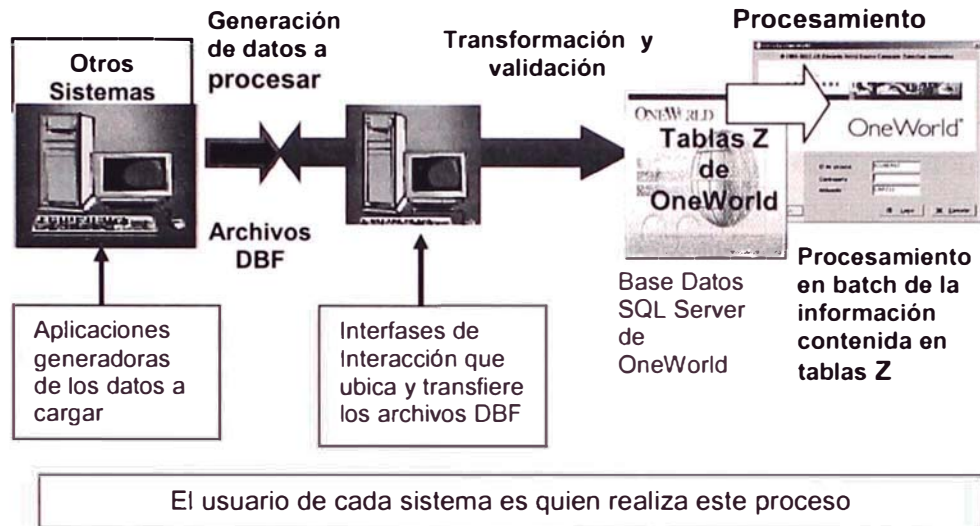 Otros
Sistemas
Generación
de datos a
procesar
Archivos
DBF
Transformación y
validación
Procesamiento
ONEWORLD
Tablas Z
de
OneWorld
OneWorld
Base Datos
SQL Server
de
OneWorld
Procesamiento
en batch de la
información
contenida en
tablas Z
Aplicaciones
generadoras
de los datos a
cargar
Interfases de
Interacción que
ubica y transfiere
los archivos DBF
El usuario de cada sistema es quien realiza este proceso